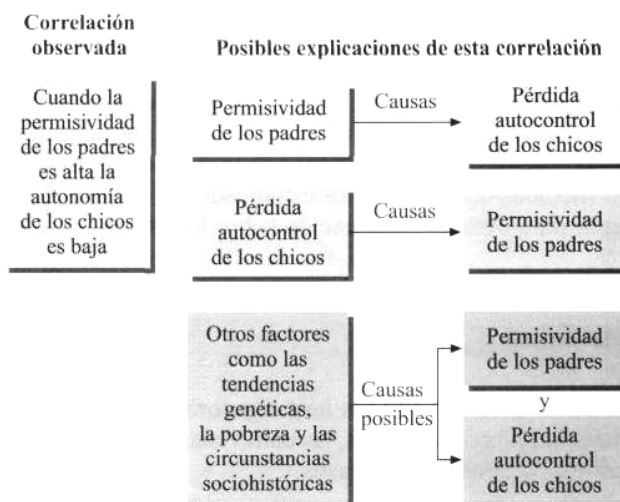 Correlación
observada
Posibles explicaciones de esta correlación
Cuando la
permisividad
de los padres
es alta la
autonomía
de los chicos
es baja
Permisividad
de los padres
Causas
Pérdida
autocontrol
de los chicos
Pérdida
autocontrol
de los chicos
Causas
Permisividad
de los padres
Otros factores
como las
tendencias
genéticas,
la pobreza y las
circunstancias
sociohistóricas
Causas
posibles
Permisividad
de los padres
y
Pérdida
autocontrol
de los chicos